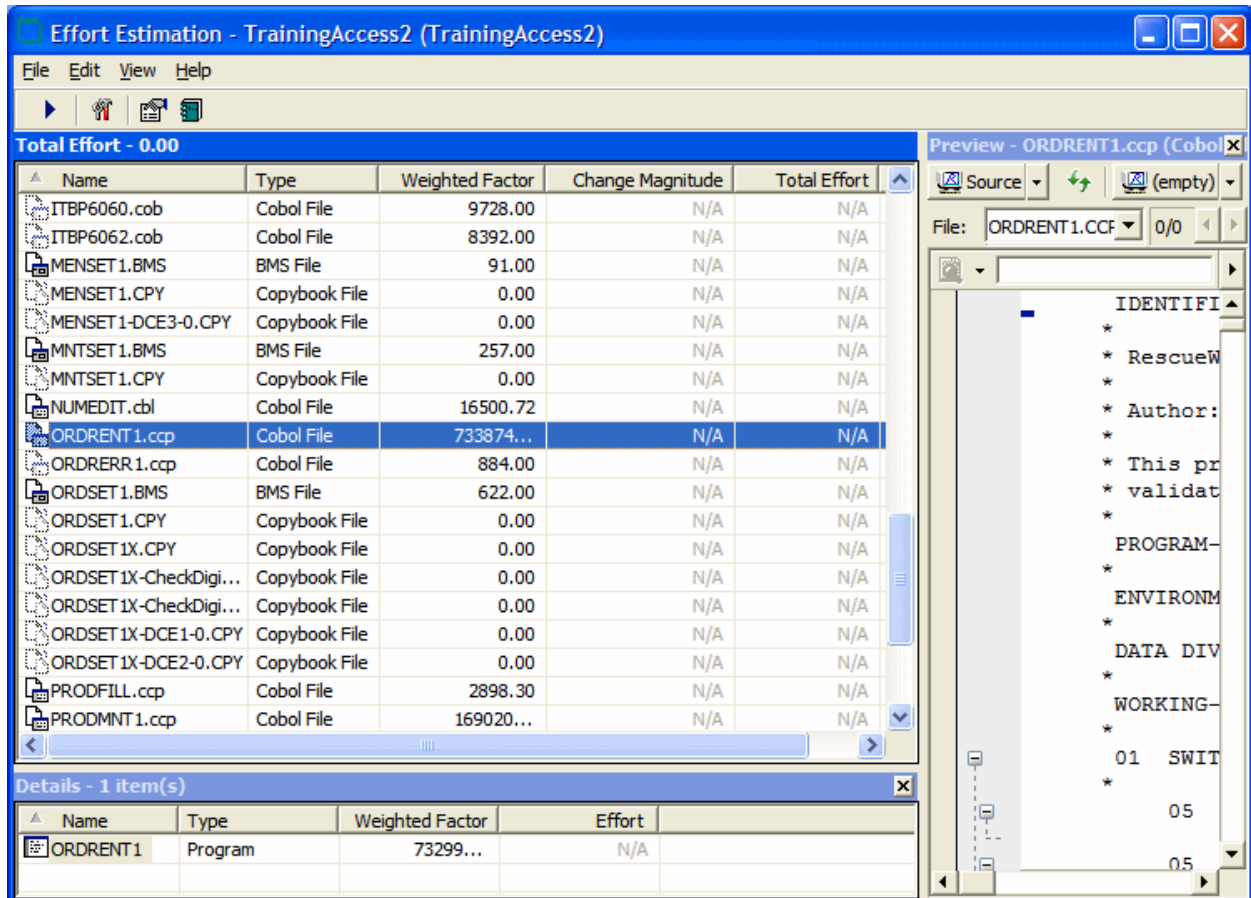 Effort Estimation - TrainingAccess2 (TrainingAccess2)
File Edit View Help
Total Effort - 0.00
Name Type Weighted Factor Change Magnitude Total Effort
ITBP6060.cob Cobol File 9728.00 N/A N/A
ITBP6062.cob Cobol File 8392.00 N/A N/A
MENSET1.BMS BMS File 91.00 N/A N/A
MENSET1.CPY Copybook File 0.00 N/A N/A
MENSET1-DCE3-0.CPY Copybook File 0.00 N/A N/A
MNTSET1.BMS BMS File 257.00 N/A N/A
MNTSET1.CPY Copybook File 0.00 N/A N/A
NUMEDIT.cbl Cobol File 16500.72 N/A N/A
ORDRENT1.ccp Cobol File 733874... N/A N/A
ORDRERR1.ccp Cobol File 884.00 N/A N/A
ORDSET1.BMS BMS File 622.00 N/A N/A
ORDSET1.CPY Copybook File 0.00 N/A N/A
ORDSET1X.CPY Copybook File 0.00 N/A N/A
ORDSET1X-CheckDigi... Copybook File 0.00 N/A N/A
ORDSET1X-CheckDigi... Copybook File 0.00 N/A N/A
ORDSET1X-DCE1-0.CPY Copybook File 0.00 N/A N/A
ORDSET1X-DCE2-0.CPY Copybook File 0.00 N/A N/A
PRODFILL.ccp Cobol File 2898.30 N/A N/A
PRODMNT1.ccp Cobol File 169020... N/A N/A
Details - 1 item(s)
Name Type Weighted Factor Effort
ORDRENT1 Program 73299... N/A
Preview - ORDRENT1.ccp (Cobol
Source (empty)
File: ORDRENT1.CCP 0/0
IDENTIFI
*
* RescueW
*
* Author:
*
* This pr
* validat
*
PROGRAM-
*
ENVIRONM
*
DATA DIV
*
WORKING-
*
01 SWIT
*
05
05